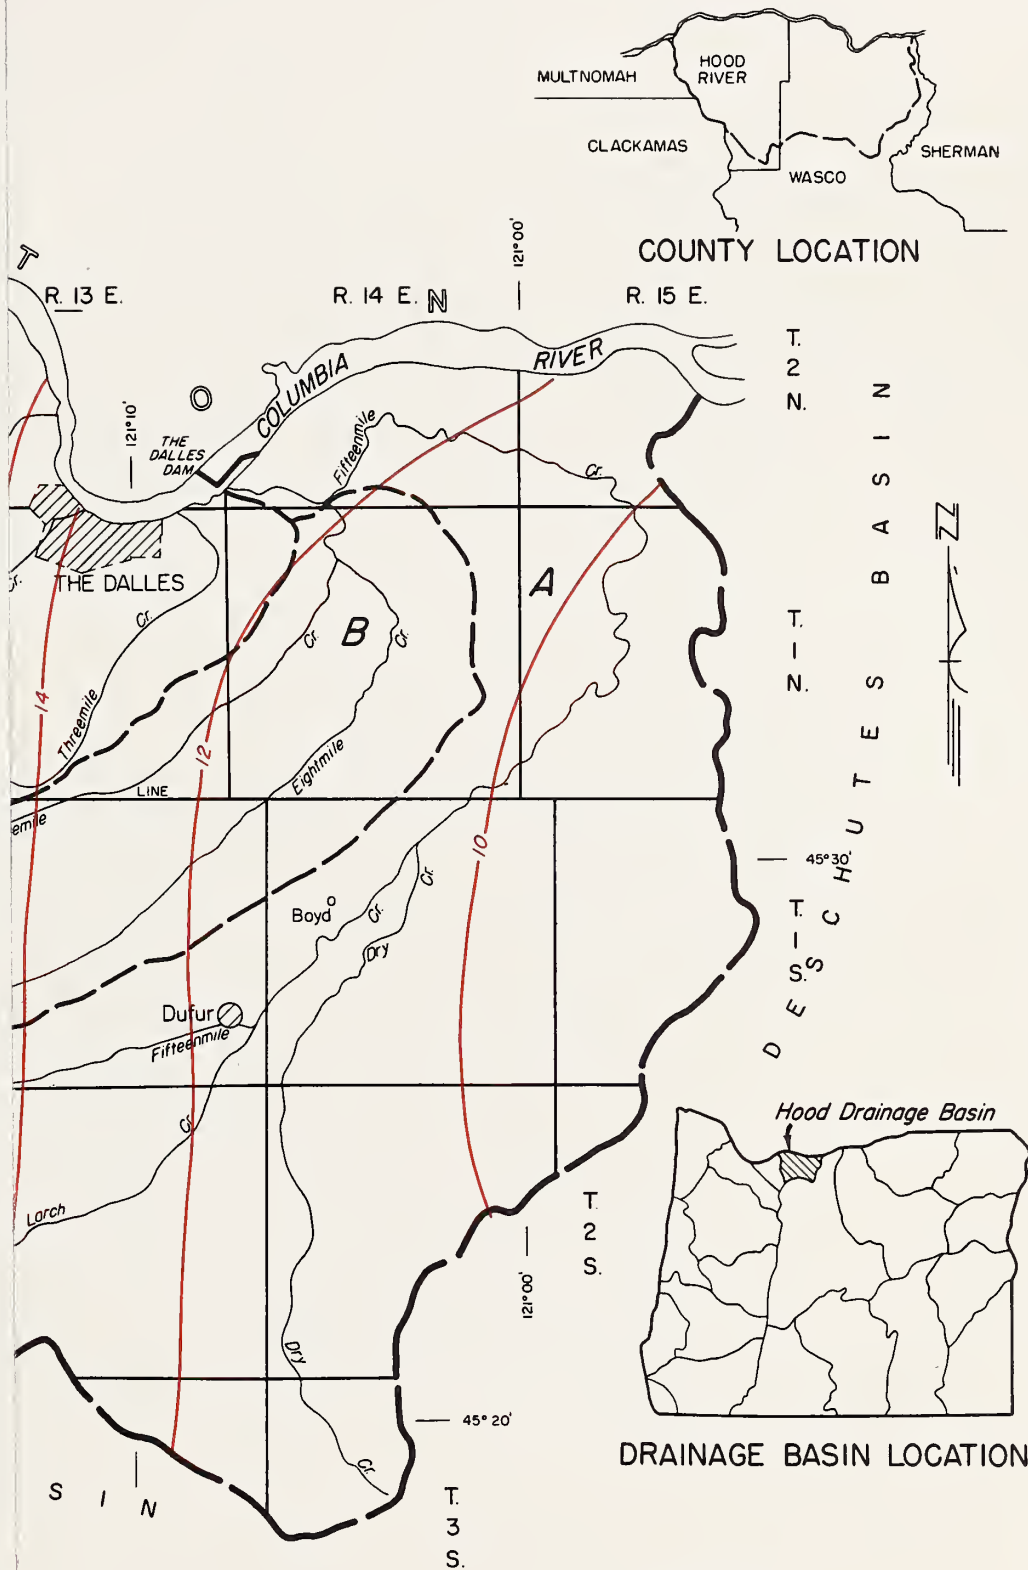 MULTNOMAH
HOOD
RIVER
CLACKAMAS
SHERMAN
WASCO
COUNTY LOCATION
T
R. 13 E.
R. 14 E.
N
121°00'
R. 15 E.
T.
2
N.
O
COLUMBIA
RIVER
121°10'
THE
DALLES
DAM
Fifteenmile
Cr.
Cr.
THE DALLES
Cr.
B
A
Cr.
Cr.
T.
1
N.
14
Threemile
12
Eightmile
LINE
emile
10
45°30'
Boyd
Cr.
Cr.
Dry
T.
1
S.
DESCHUTES BASIN
Dufur
Fifteenmile
Cr.
Larch
Hood Drainage Basin
T.
2
S.
121°00'
Dry
45°20'
Cr.
DRAINAGE BASIN LOCATION
S I N
T.
3
S.